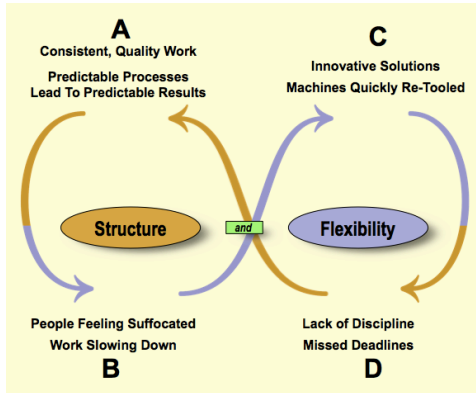 A
Consistent, Quality Work
Predictable Processes
Lead To Predictable Results
C
Innovative Solutions
Machines Quickly Re-Tooled
Structure
and
Flexibility
People Feeling Suffocated
Work Slowing Down
B
Lack of Discipline
Missed Deadlines
D